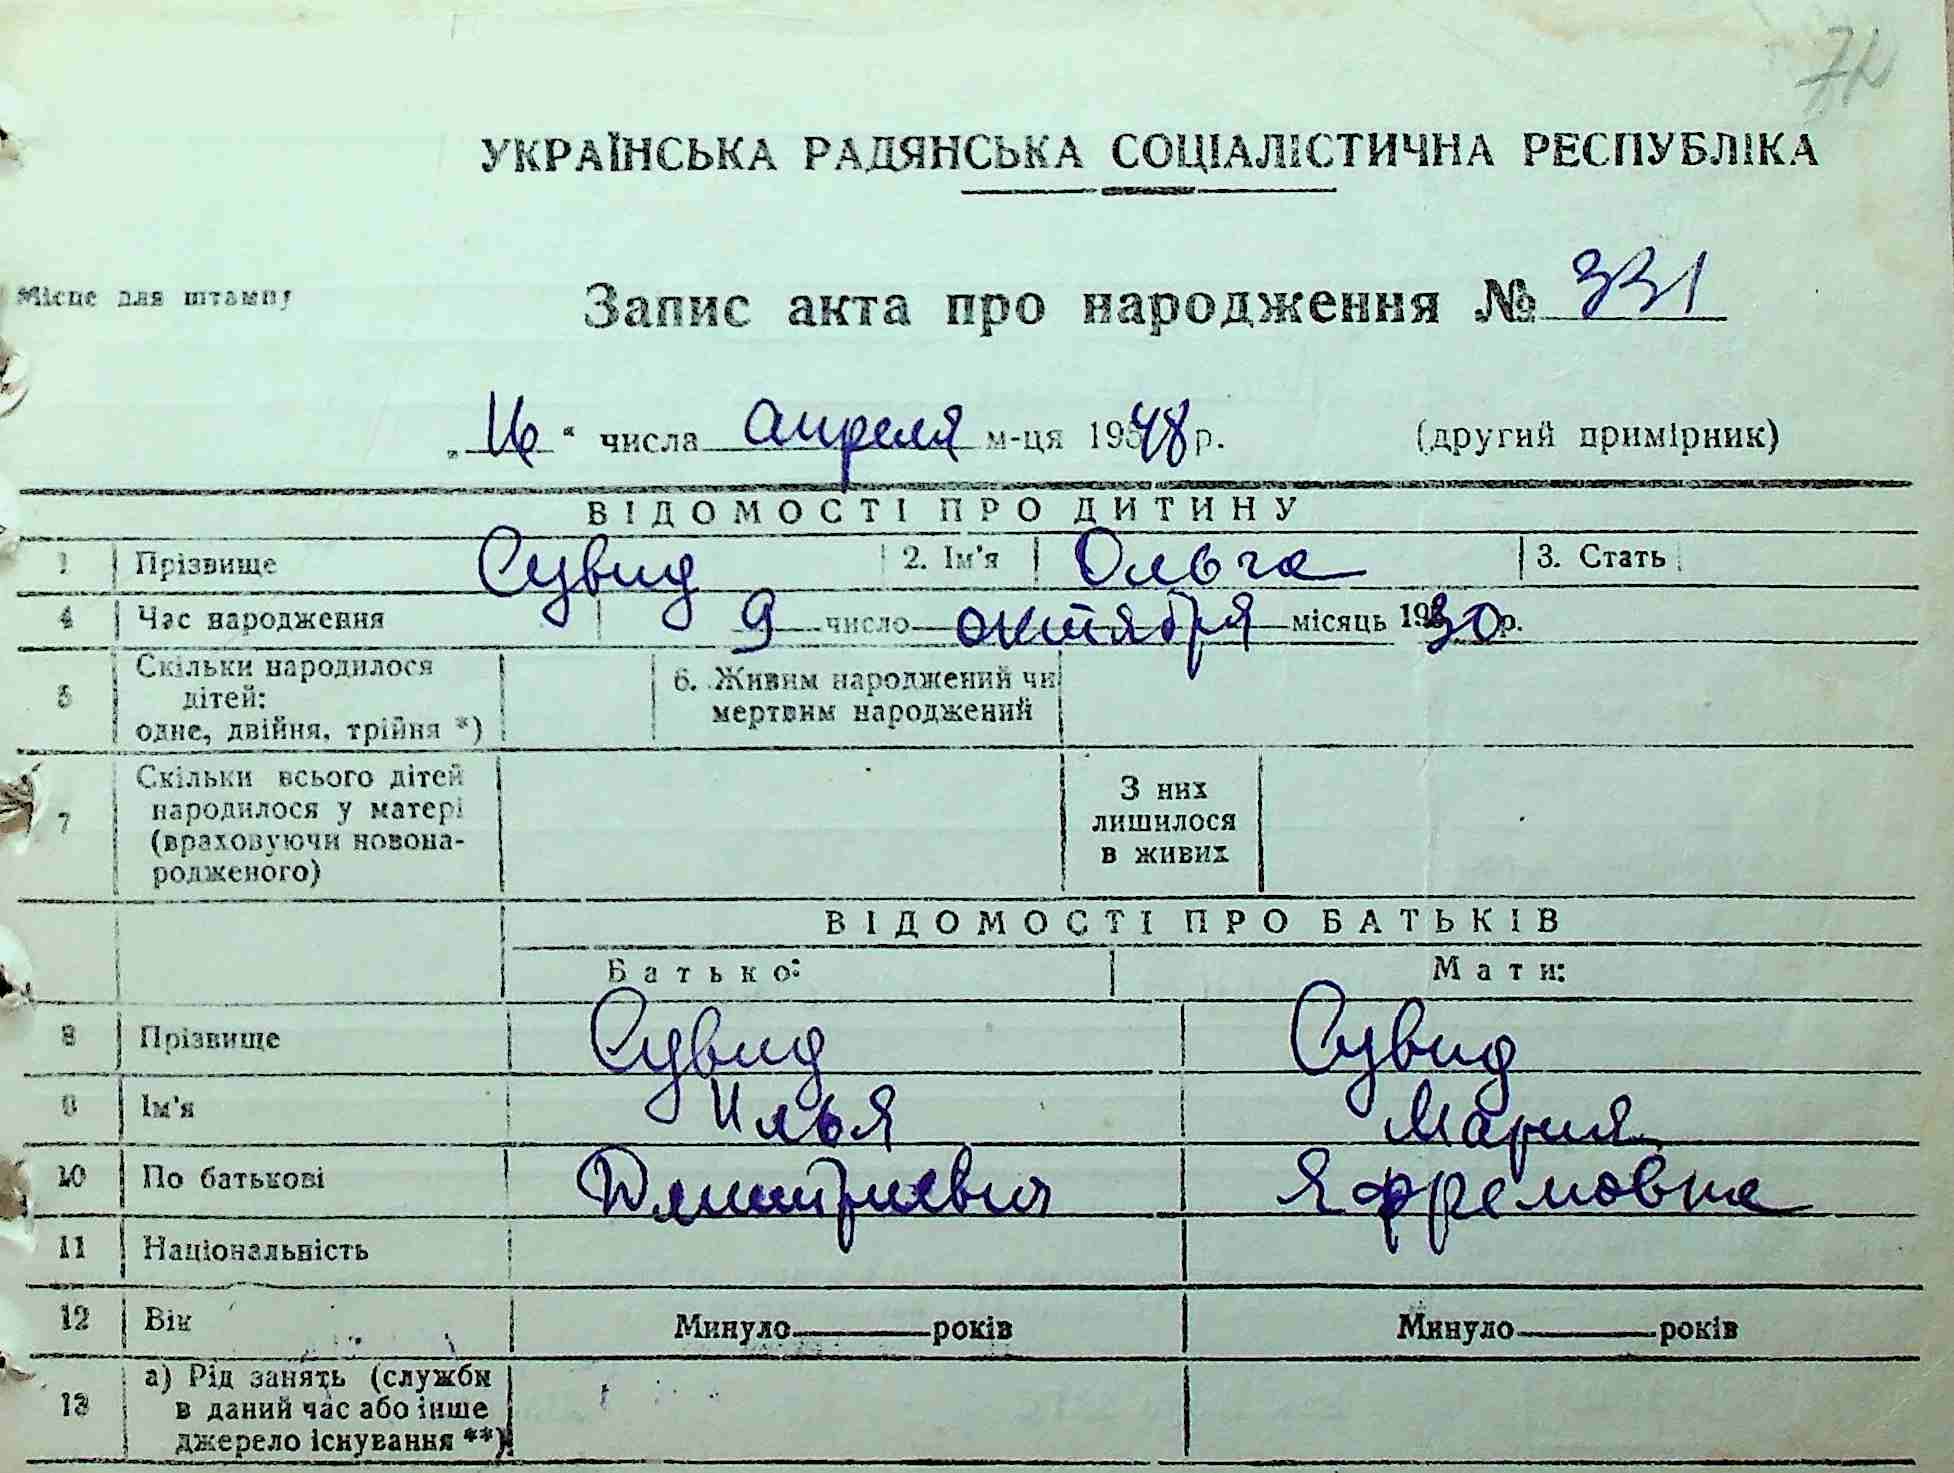 72
УКРАЇНСЬКА РАДЯНСЬКА СОЦІАЛІСТИЧНА РЕСПУБЛІКА
Місце для штампу
Запис акта про народження № 331
„16“ числа апреля м-ця 1948 р.
(другий примірник)
ВІДОМОСТІ ПРО ДИТИНУ
1 Прізвище Сувид 2. Ім'я Ольга 3. Стать
4 Час народження 9 число октября місяць 1930 р.
5 Скільки народилося дітей: одне, двійня, трійня *)
6. Живим народжений чи мертвим народжений
7 Скільки всього дітей народилося у матері (враховуючи новонародженого)
З них лишилося в живих
ВІДОМОСТІ ПРО БАТЬКІВ
Батько: Мати:
8 Прізвище Сувид Сувид
9 Ім'я Илья Мария
10 По батькові Дмитриевич Яфремовна
11 Національність
12 Вік Минуло років Минуло років
13 а) Рід занять (служби в даний час або інше джерело існування **)